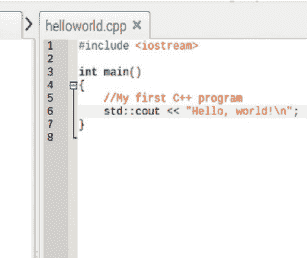 helloworld.cpp
1 #include <iostream>
2
3 int main()
4 {
5 //My first C++ program
6 std::cout << "Hello, world!\n";
7 }
8